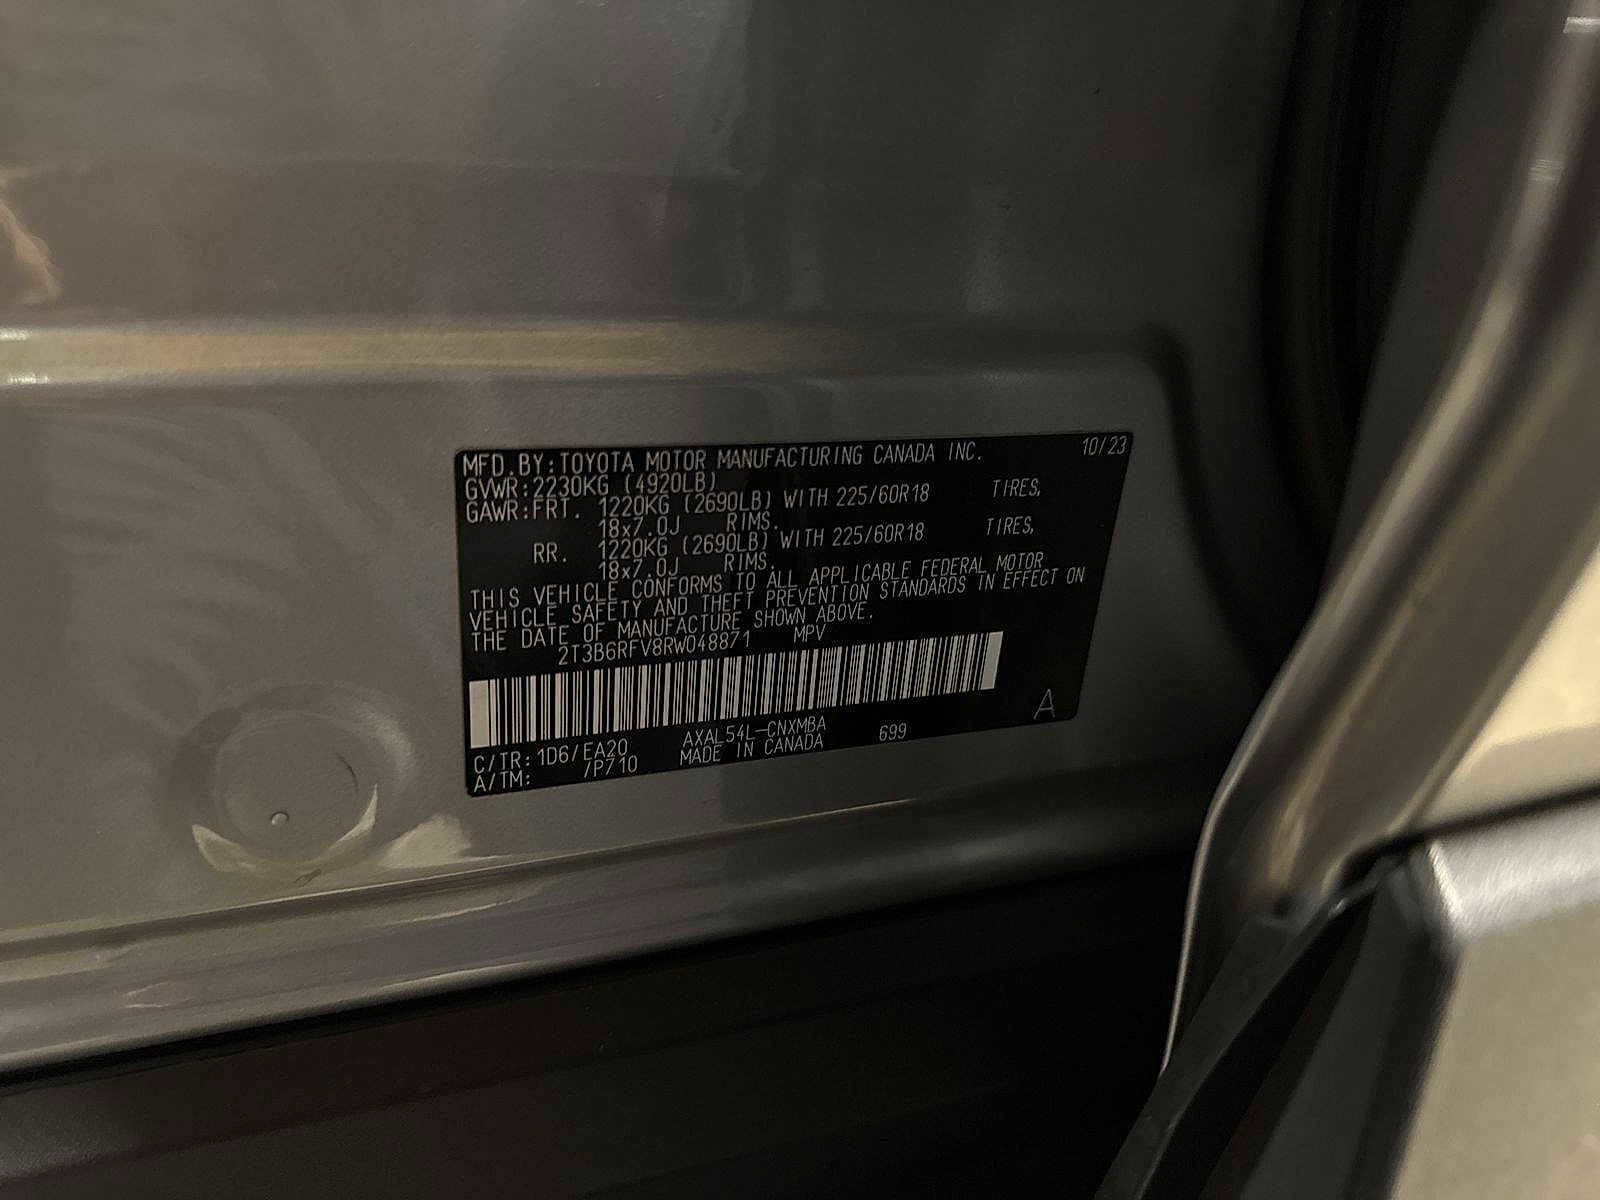 MFD.BY:TOYOTA MOTOR MANUFACTURING CANADA INC. 10/23
GVWR:2230KG (4920LB)
GAWR:FRT. 1220KG (2690LB) WITH 225/60R18 TIRES,
18x7.0J RIMS.
RR. 1220KG (2690LB) WITH 225/60R18 TIRES,
18x7.0J RIMS.
THIS VEHICLE CONFORMS TO ALL APPLICABLE FEDERAL MOTOR
VEHICLE SAFETY AND THEFT PREVENTION STANDARDS IN EFFECT ON
THE DATE OF MANUFACTURE SHOWN ABOVE.
2T3B6RFV8RW048871 MPV
A
C/TR:1D6/EA20 AXAL54L-CNXMBA 699
A/TM: /P710 MADE IN CANADA